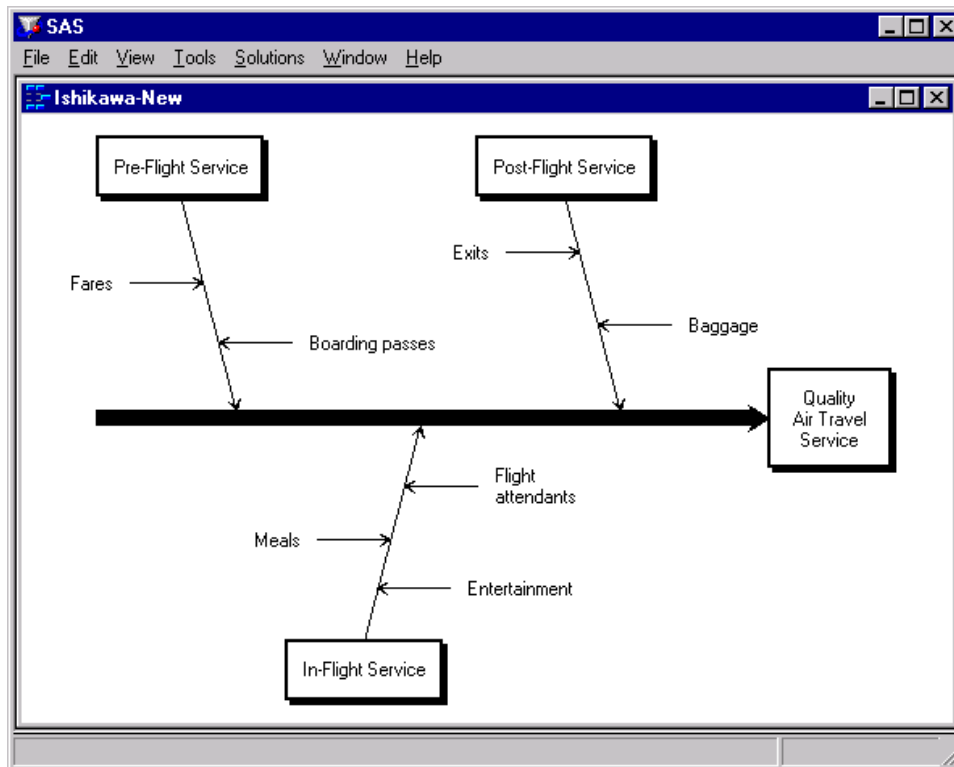 SAS
File Edit View Tools Solutions Window Help
Ishikawa-New
Pre-Flight Service
Post-Flight Service
Exits
Fares
Baggage
Boarding passes
Quality
Air Travel
Service
Flight
attendants
Meals
Entertainment
In-Flight Service